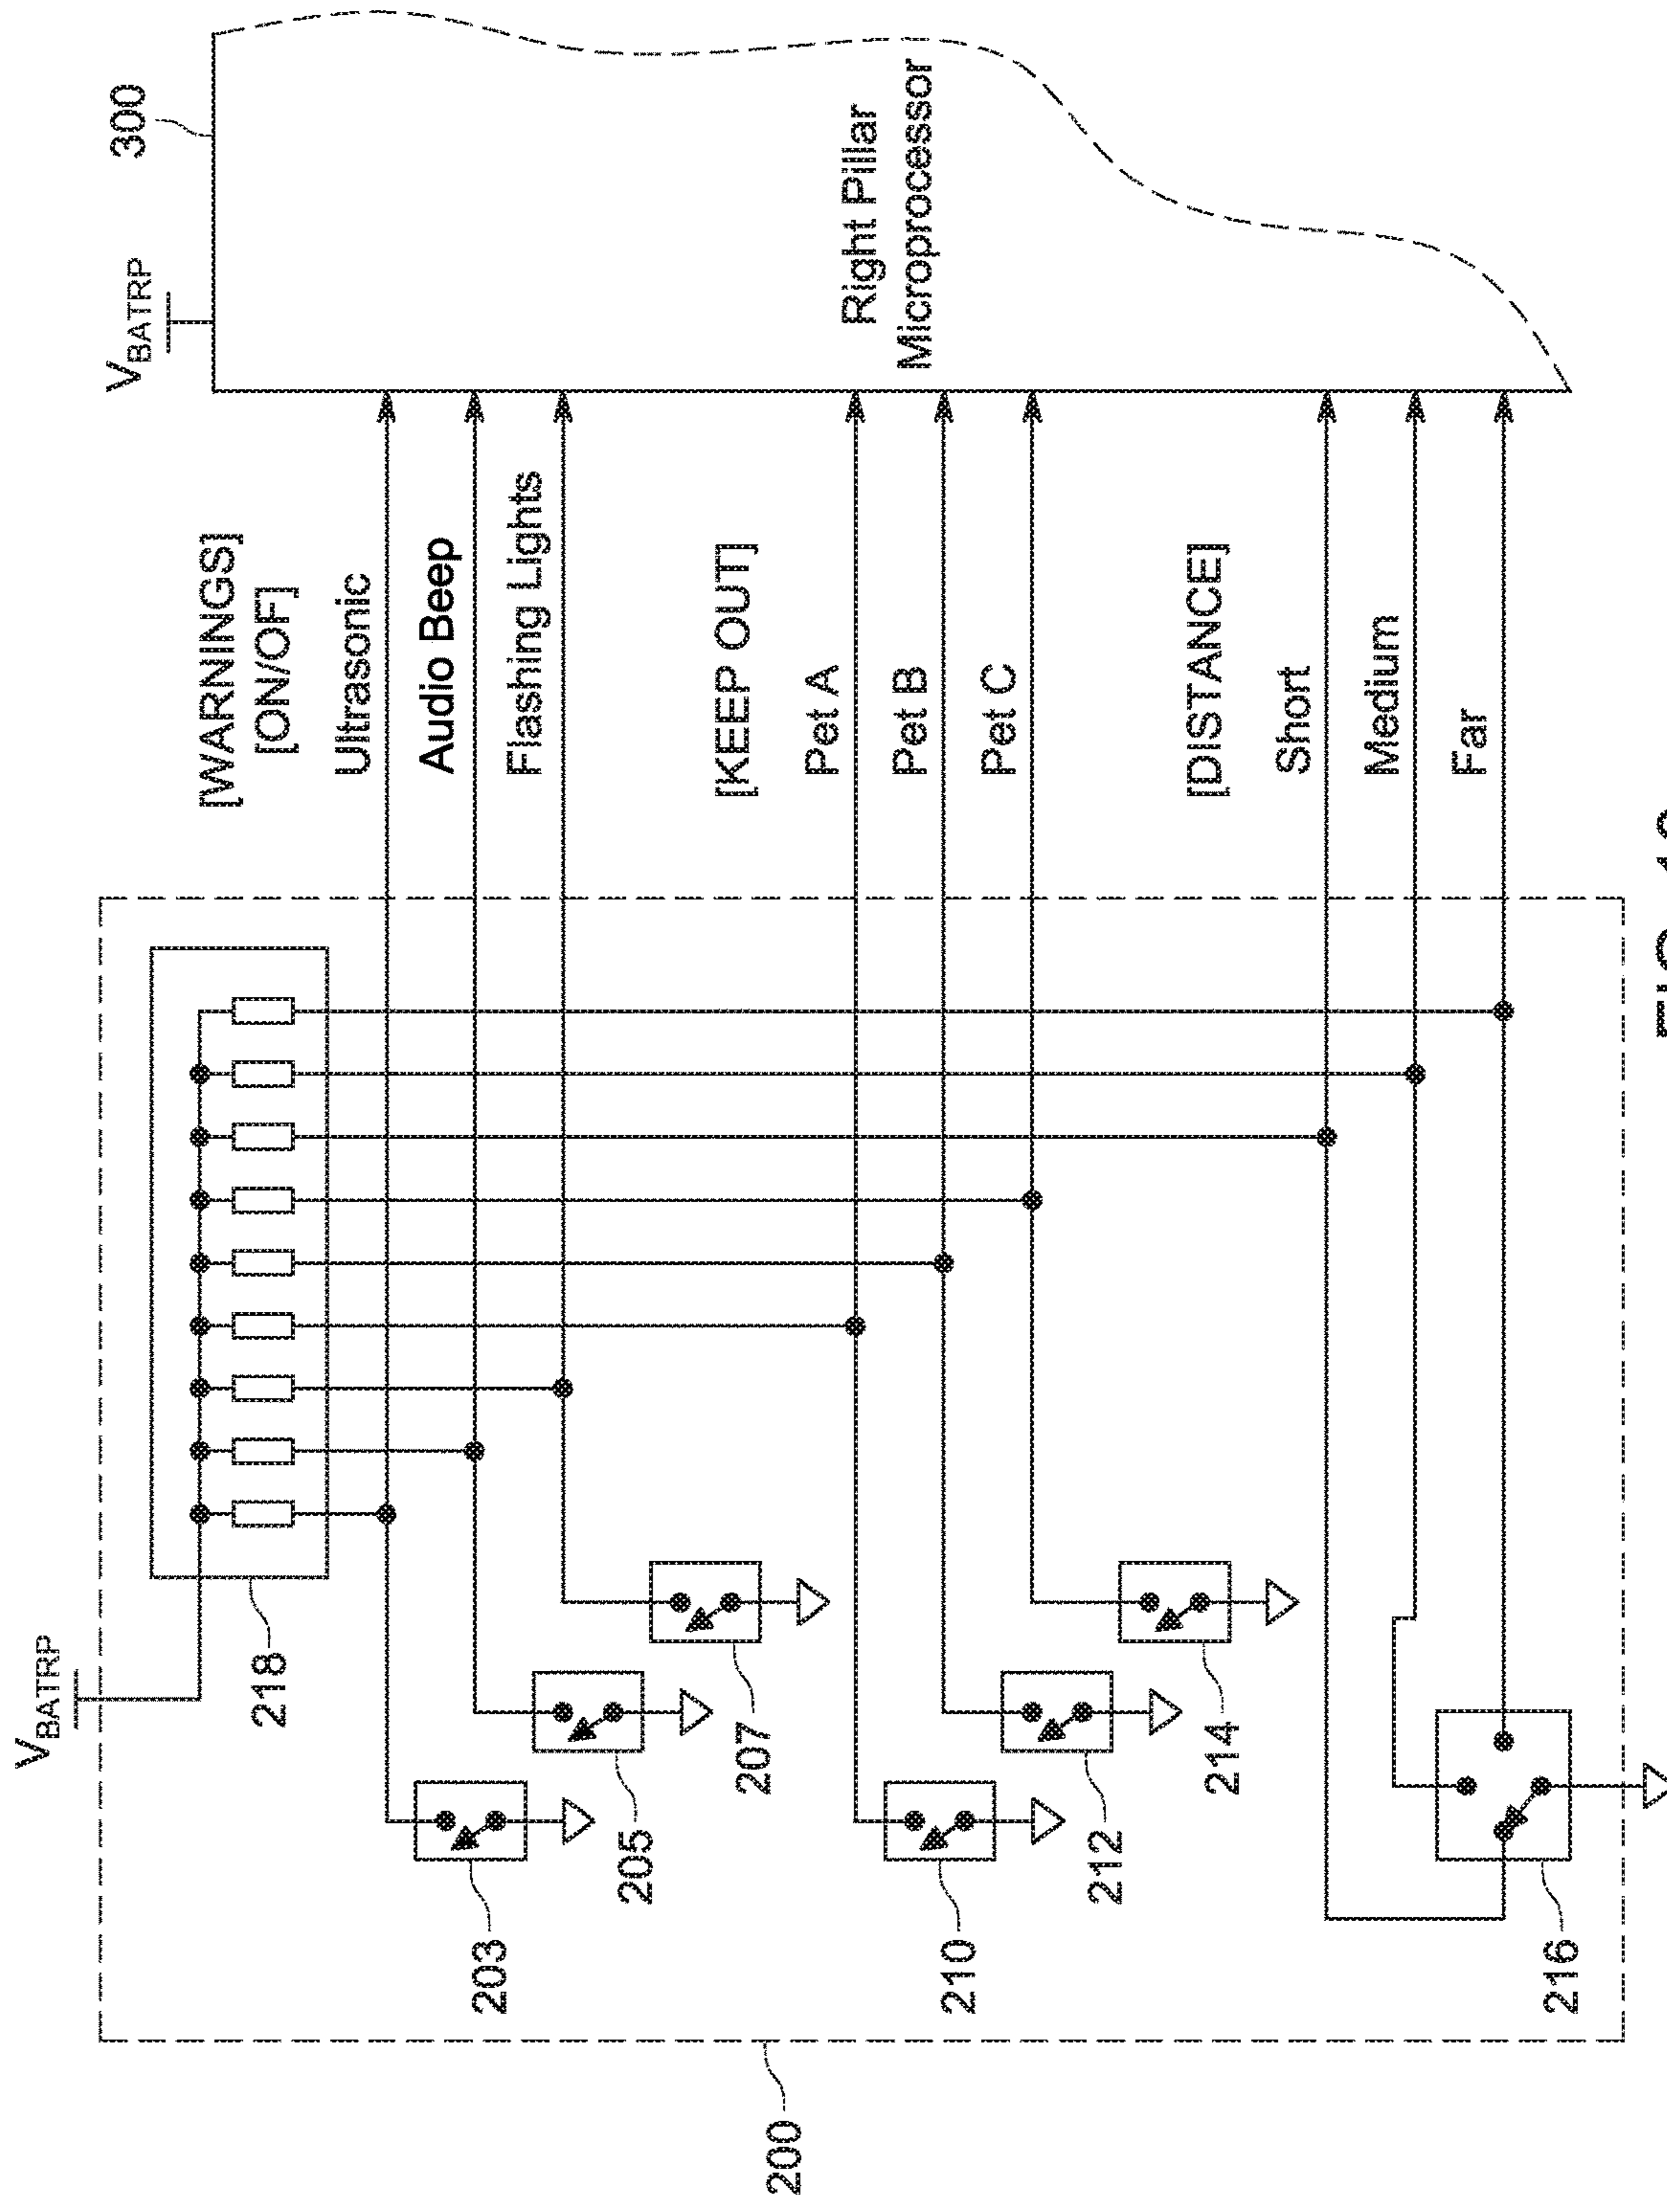 V_BATRP
V_BATRP
300
218
[WARNINGS]
[ON/OF]
Ultrasonic
Audio Beep
Flashing Lights
203
205
207
[KEEP OUT]
Pet A
Pet B
Pet C
Right Pillar
Microprocessor
210
212
214
[DISTANCE]
Short
Medium
Far
216
200